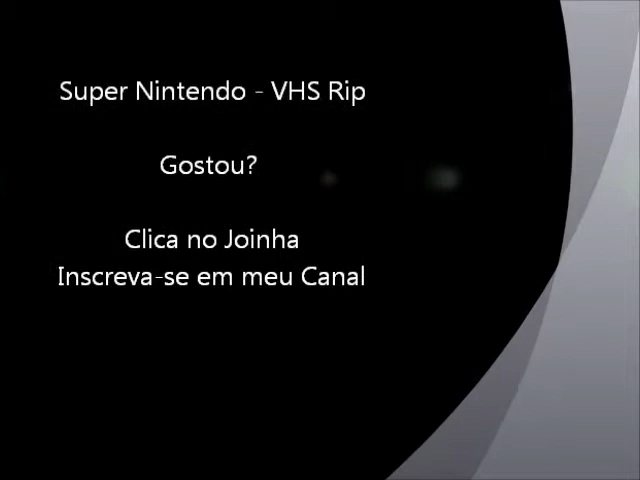 Super Nintendo - VHS Rip
Gostou?
Clica no Joinha
Inscreva-se em meu Canal